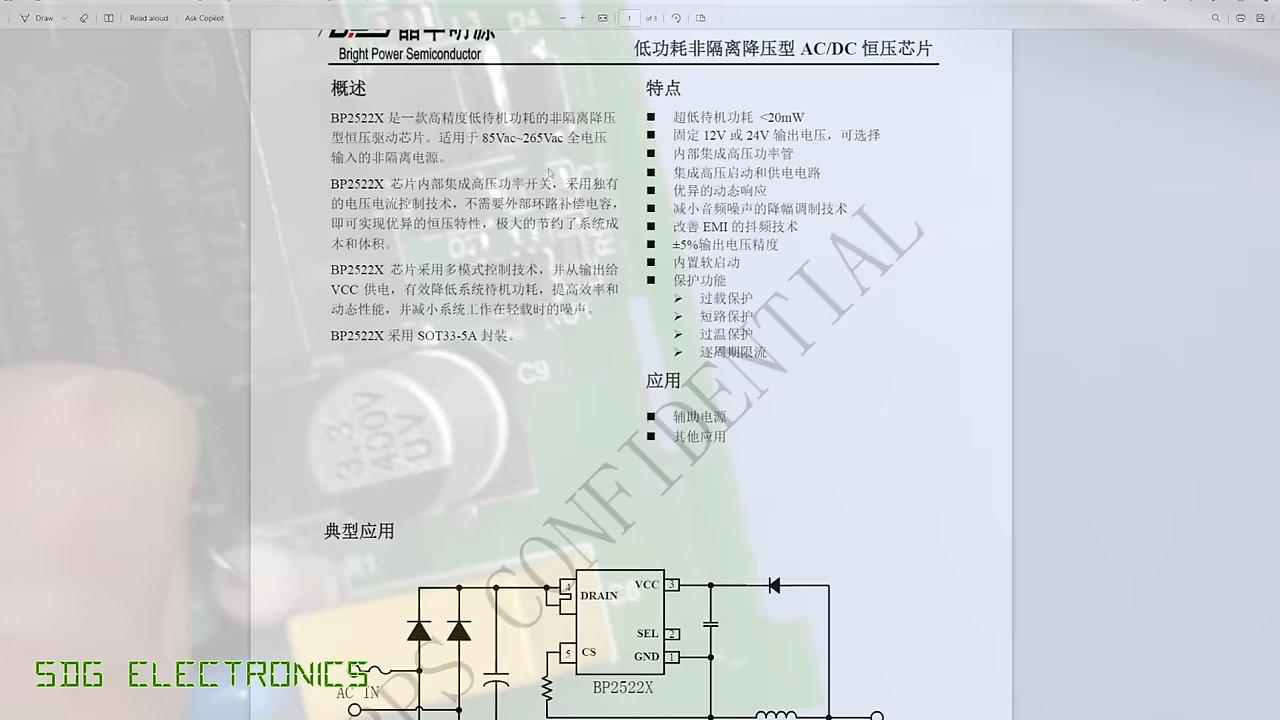 Draw
Read aloud
Ask Copilot
1
of 3
晶丰明源
Bright Power Semiconductor
低功耗非隔离降压型 AC/DC 恒压芯片
概述
BP2522X 是一款高精度低待机功耗的非隔离降压
型恒压驱动芯片。适用于 85Vac~265Vac 全电压
输入的非隔离电源。
BP2522X 芯片内部集成高压功率开关，采用独有
的电压电流控制技术，不需要外部环路补偿电容，
即可实现优异的恒压特性，极大的节约了系统成
本和体积。
BP2522X 芯片采用多模式控制技术，并从输出给
VCC 供电，有效降低系统待机功耗，提高效率和
动态性能，并减小系统工作在轻载时的噪声。
BP2522X 采用 SOT33-5A 封装。
特点
超低待机功耗 <20mW
固定 12V 或 24V 输出电压，可选择
内部集成高压功率管
集成高压启动和供电电路
优异的动态响应
减小音频噪声的降幅调制技术
改善 EMI 的抖频技术
±5%输出电压精度
内置软启动
保护功能
过载保护
短路保护
过温保护
逐周期限流
应用
辅助电源
其他应用
典型应用
CONFIDENTIAL
D4
C9
3.3
400V
R1
4
DRAIN
VCC 3
SEL 2
CS
5
GND 1
BP2522X
AC IN
SDG ELECTRONICS